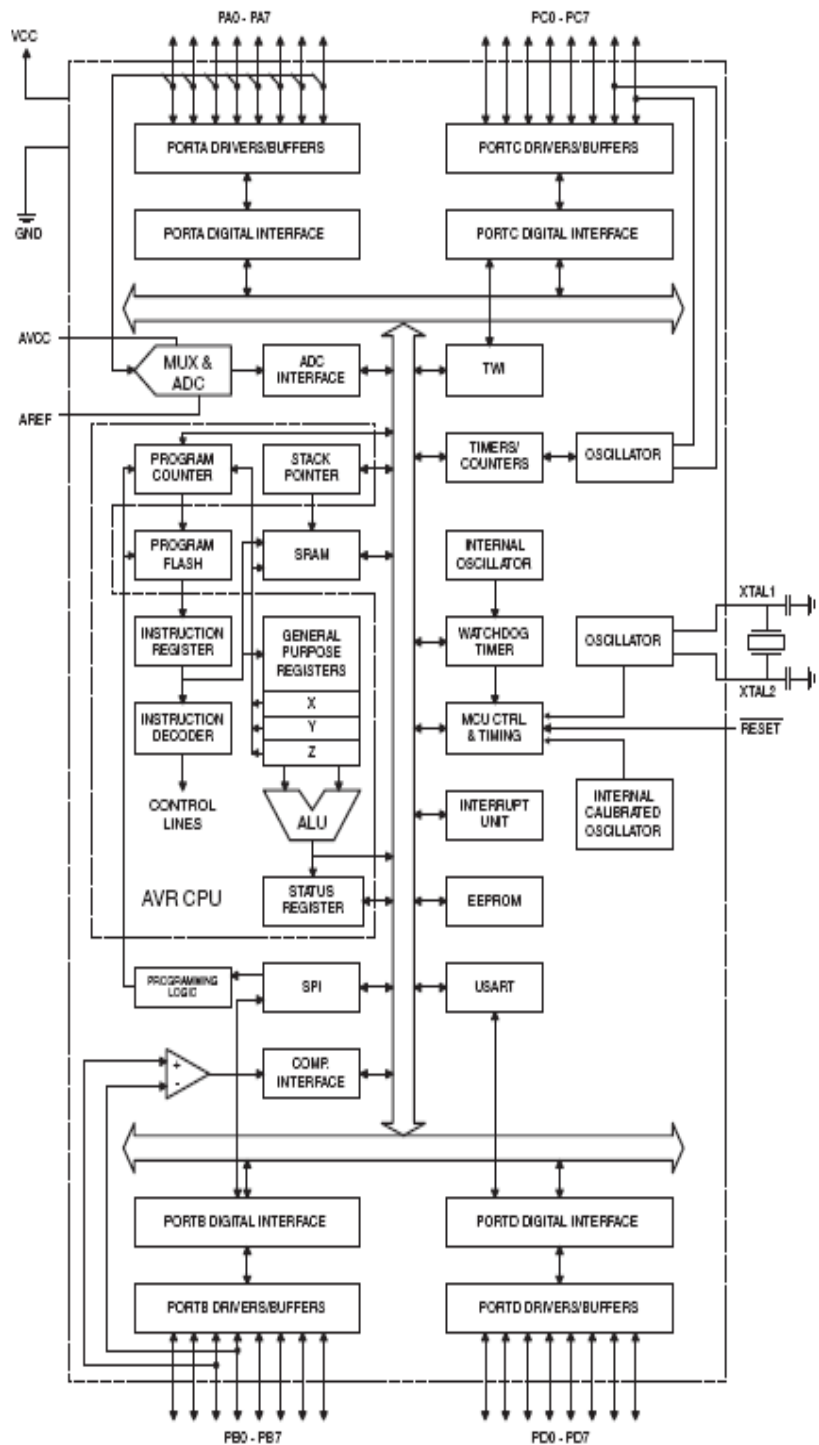 PA0 - PA7
PC0 - PC7
VCC
PORTA DRIVERS/BUFFERS
PORTC DRIVERS/BUFFERS
GND
PORTA DIGITAL INTERFACE
PORTC DIGITAL INTERFACE
AVCC
MUX &
ADC
ADC
INTERFACE
TWI
AREF
PROGRAM
COUNTER
STACK
POINTER
TIMERS/
COUNTERS
OSCILLATOR
PROGRAM
FLASH
SRAM
INTERNAL
OSCILLATOR
XTAL1
INSTRUCTION
REGISTER
GENERAL
PURPOSE
REGISTERS
WATCHDOG
TIMER
OSCILLATOR
XTAL2
X
INSTRUCTION
DECODER
Y
Z
MCU CTRL
& TIMING
RESET
CONTROL
LINES
ALU
INTERRUPT
UNIT
INTERNAL
CALIBRATED
OSCILLATOR
AVR CPU
STATUS
REGISTER
EEPROM
PROGRAMMING
LOGIC
SPI
USART
+
-
COMP.
INTERFACE
PORTB DIGITAL INTERFACE
PORTD DIGITAL INTERFACE
PORTB DRIVERS/BUFFERS
PORTD DRIVERS/BUFFERS
PB0 - PB7
PD0 - PD7